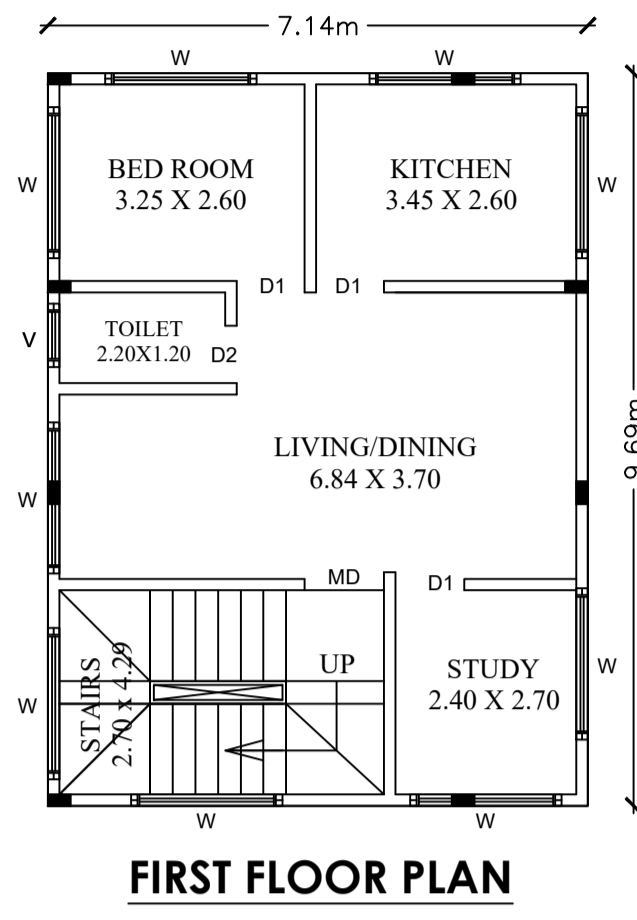 7.14m
W
W
BED ROOM
3.25 X 2.60
KITCHEN
3.45 X 2.60
W
W
D1
D1
TOILET
2.20X1.20
V
D2
LIVING/DINING
6.84 X 3.70
9.69m
W
MD
D1
STAIRS
2.70 x 4.29
UP
STUDY
2.40 X 2.70
W
W
W
W
FIRST FLOOR PLAN